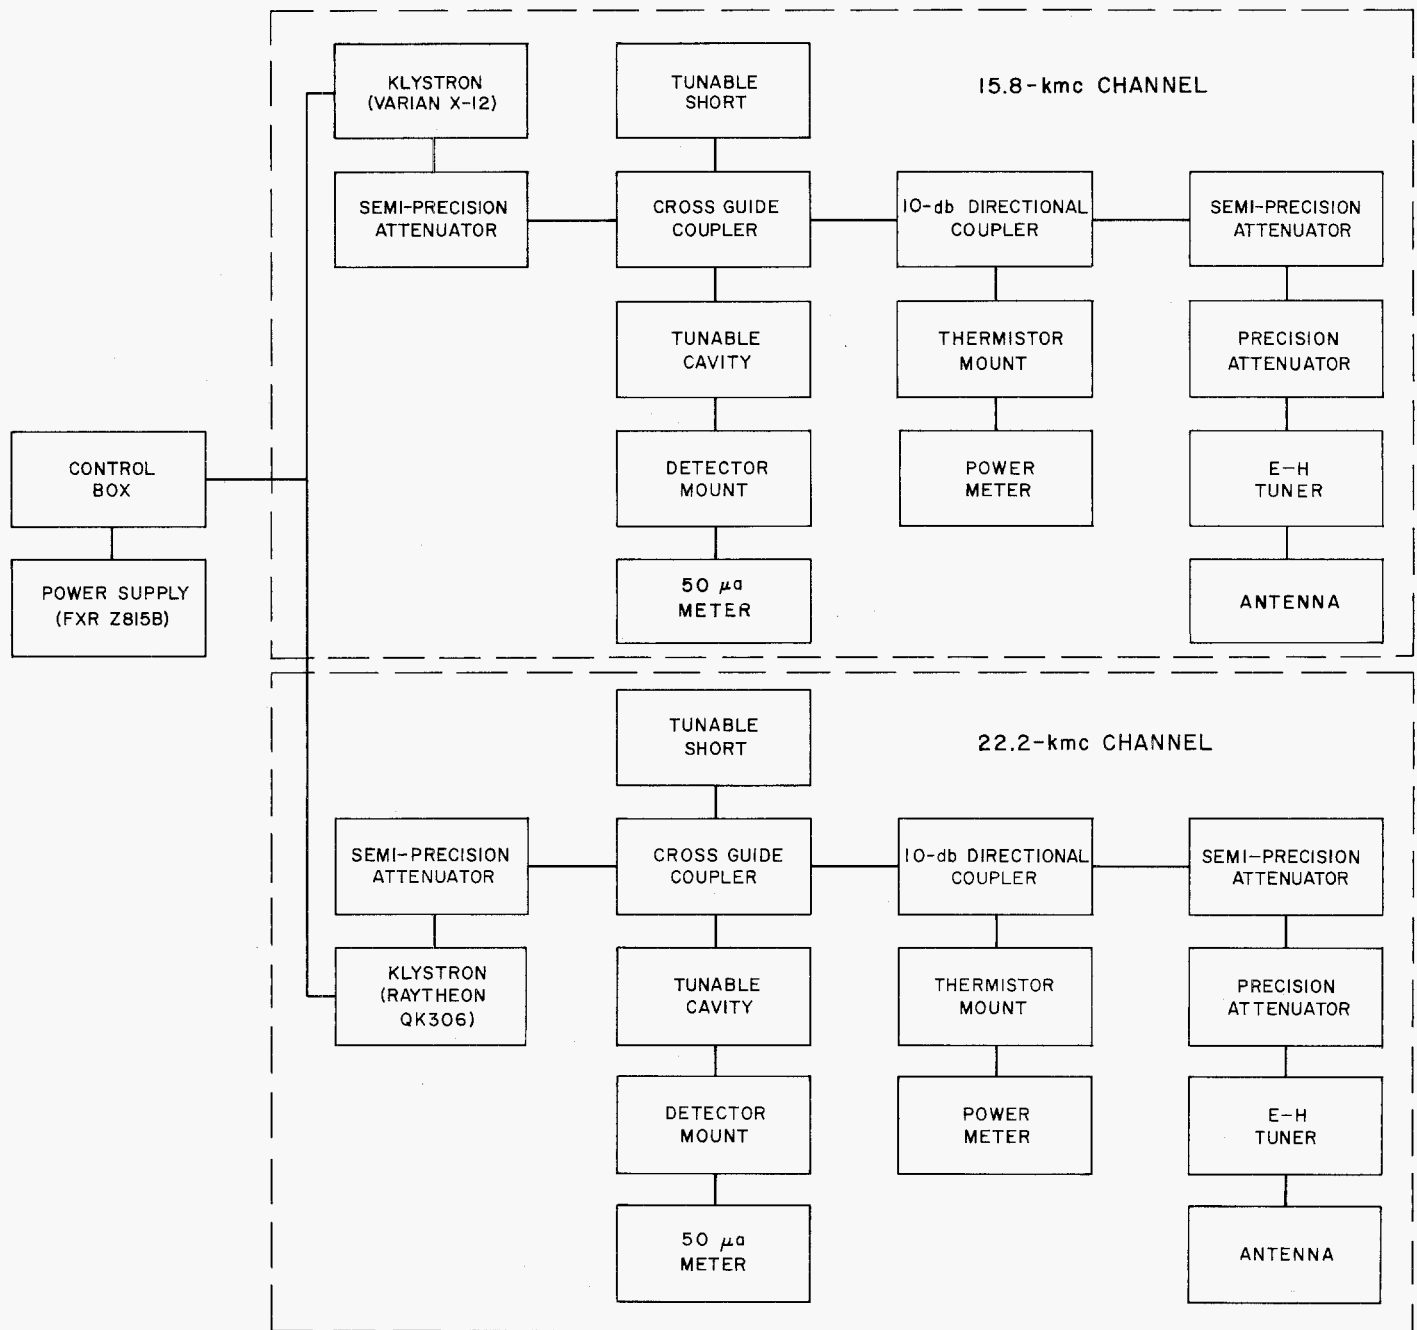 15.8-kmc CHANNEL
KLYSTRON
(VARIAN X-12)
TUNABLE
SHORT
SEMI-PRECISION
ATTENUATOR
CROSS GUIDE
COUPLER
10-db DIRECTIONAL
COUPLER
SEMI-PRECISION
ATTENUATOR
TUNABLE
CAVITY
THERMISTOR
MOUNT
PRECISION
ATTENUATOR
CONTROL
BOX
DETECTOR
MOUNT
POWER
METER
E-H
TUNER
POWER SUPPLY
(FXR Z815B)
50 μa
METER
ANTENNA
22.2-kmc CHANNEL
TUNABLE
SHORT
SEMI-PRECISION
ATTENUATOR
CROSS GUIDE
COUPLER
10-db DIRECTIONAL
COUPLER
SEMI-PRECISION
ATTENUATOR
KLYSTRON
(RAYTHEON
QK306)
TUNABLE
CAVITY
THERMISTOR
MOUNT
PRECISION
ATTENUATOR
DETECTOR
MOUNT
POWER
METER
E-H
TUNER
50 μa
METER
ANTENNA